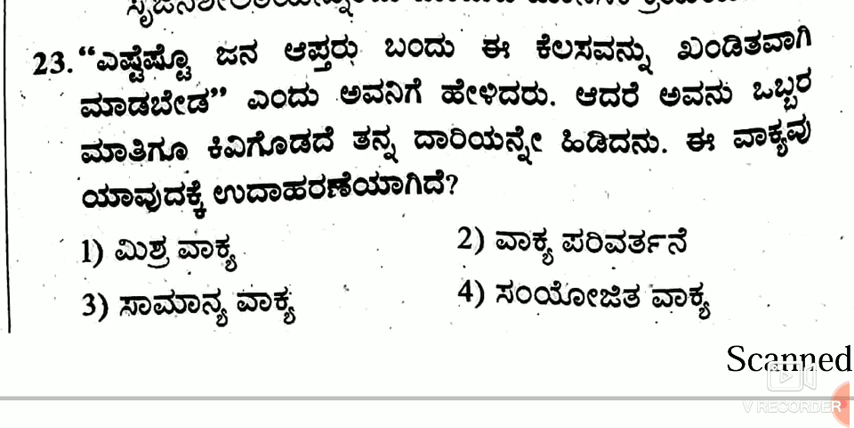 23. “ಎಷ್ಟೆಷ್ಟೊ ಜನ ಆಪ್ತರು ಬಂದು ಈ ಕೆಲಸವನ್ನು ಖಂಡಿತವಾಗಿ
ಮಾಡಬೇಡ” ಎಂದು ಅವನಿಗೆ ಹೇಳಿದರು. ಆದರೆ ಅವನು ಒಬ್ಬರ
ಮಾತಿಗೂ ಕಿವಿಗೊಡದೆ ತನ್ನ ದಾರಿಯನ್ನೇ ಹಿಡಿದನು. ಈ ವಾಕ್ಯವು
ಯಾವುದಕ್ಕೆ ಉದಾಹರಣೆಯಾಗಿದೆ?
1) ಮಿಶ್ರ ವಾಕ್ಯ 2) ವಾಕ್ಯ ಪರಿವರ್ತನೆ
3) ಸಾಮಾನ್ಯ ವಾಕ್ಯ 4) ಸಂಯೋಜಿತ ವಾಕ್ಯ
Scanned
V RECORDER